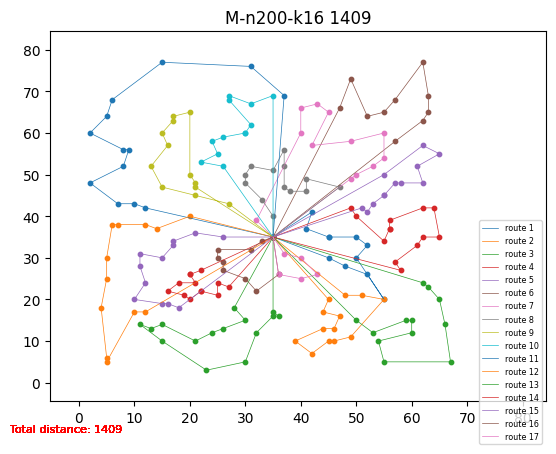 M-n200-k16 1409
80
70
60
50
40
30
20
10
0
route 1
route 2
route 3
route 4
route 5
route 6
route 7
route 8
route 9
route 10
route 11
route 12
route 13
route 14
route 15
route 16
route 17
0 10 20 30 40 50 60 70 80
Total distance: 1409